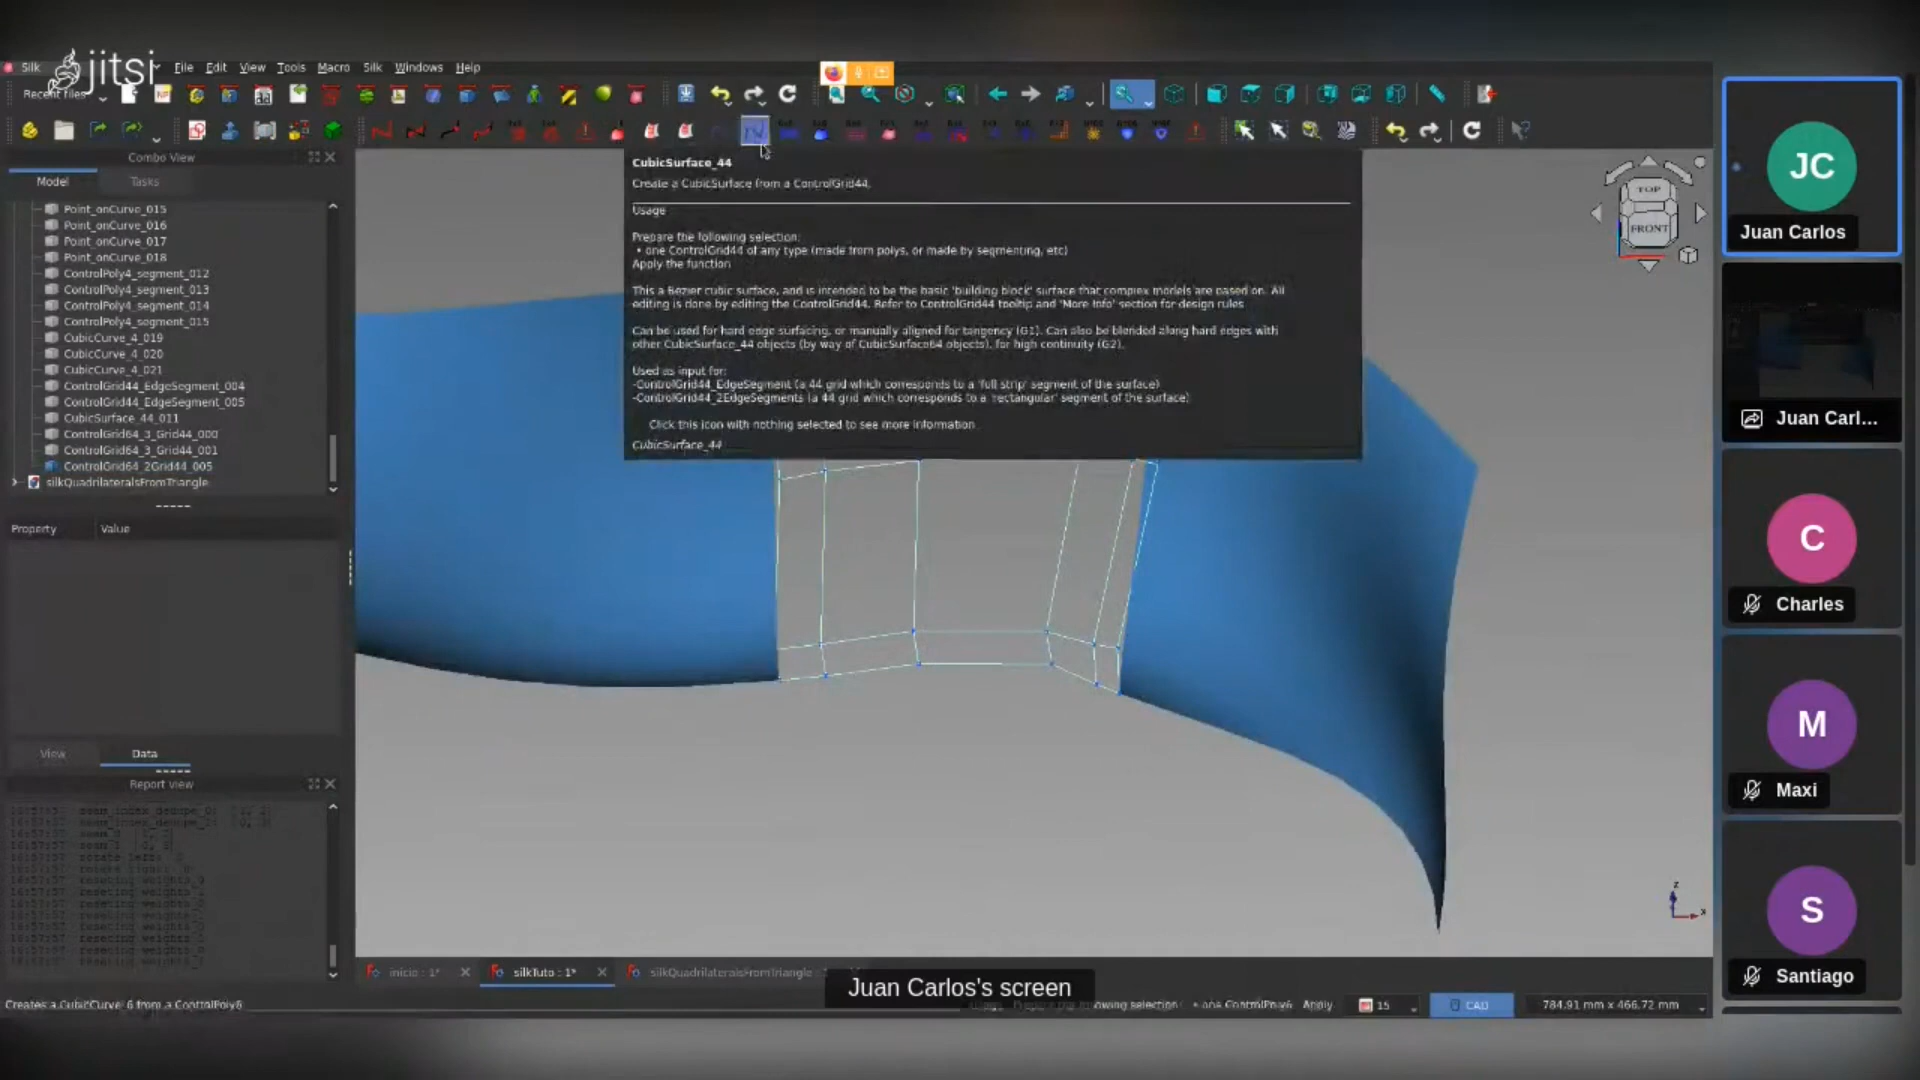 jitsi
Silk File Edit View Tools Macro Silk Windows Help
Recent files
Combo View
Model Tasks
Point_onCurve_015
Point_onCurve_016
Point_onCurve_017
Point_onCurve_018
ControlPoly4_segment_012
ControlPoly4_segment_013
ControlPoly4_segment_014
ControlPoly4_segment_015
CubicCurve_4_019
CubicCurve_4_020
CubicCurve_4_021
ControlGrid44_EdgeSegment_004
ControlGrid44_EdgeSegment_005
CubicSurface_44_011
ControlGrid64_3_Grid44_000
ControlGrid64_3_Grid44_001
ControlGrid64_2Grid44_005
silkQuadrilateralsFromTriangle
Property Value
View Data
Report view
CubicSurface_44
Create a CubicSurface from a ControlGrid44.
Usage
Prepare the following selection:
• one ControlGrid44 of any type (made from polys, or made by segmenting, etc)
Apply the function
This a Bezier cubic surface, and is intended to be the basic 'building block' surface that complex models are based on. All
editing is done by editing the ControlGrid44. Refer to ControlGrid44 tooltip and 'More Info' section for design rules
Can be used for hard edge surfacing, or manually aligned for tangency (G1). Can also be blended along hard edges with
other CubicSurface_44 objects (by way of CubicSurface64 objects), for high continuity (G2).
Used as input for:
-ControlGrid44_EdgeSegment (a 44 grid which corresponds to a 'full strip' segment of the surface)
-ControlGrid44_2EdgeSegments (a 44 grid which corresponds to a 'rectangular' segment of the surface)
Click this icon with nothing selected to see more information
CubicSurface_44
TOP
FRONT
inicio : 1* silkTuto : 1* silkQuadrilateralsFromTriangle
Juan Carlos's screen
Creates a CubicCurve_6 from a ControlPoly6
following selection: • one ControlPoly6 Apply
15 CAD 784.91 mm x 466.72 mm
JC
Juan Carlos
Juan Carl...
C
Charles
M
Maxi
S
Santiago